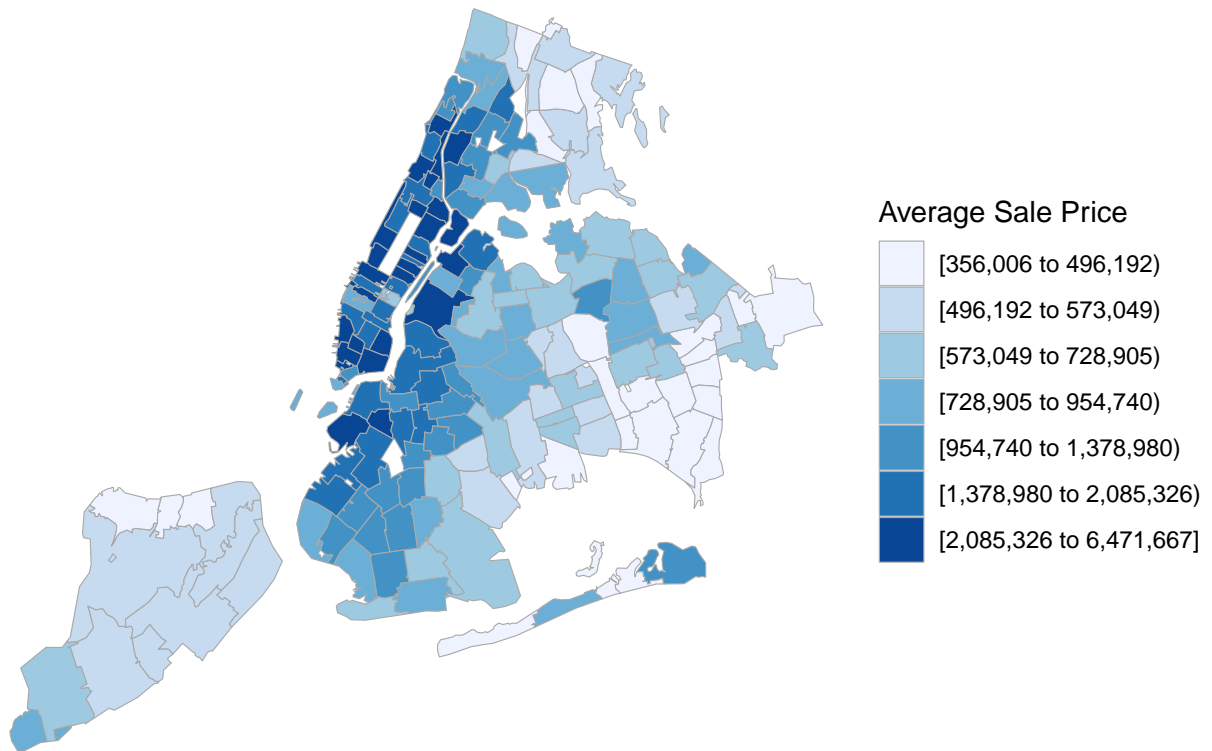 Average Sale Price
[356,006 to 496,192)
[496,192 to 573,049)
[573,049 to 728,905)
[728,905 to 954,740)
[954,740 to 1,378,980)
[1,378,980 to 2,085,326)
[2,085,326 to 6,471,667]